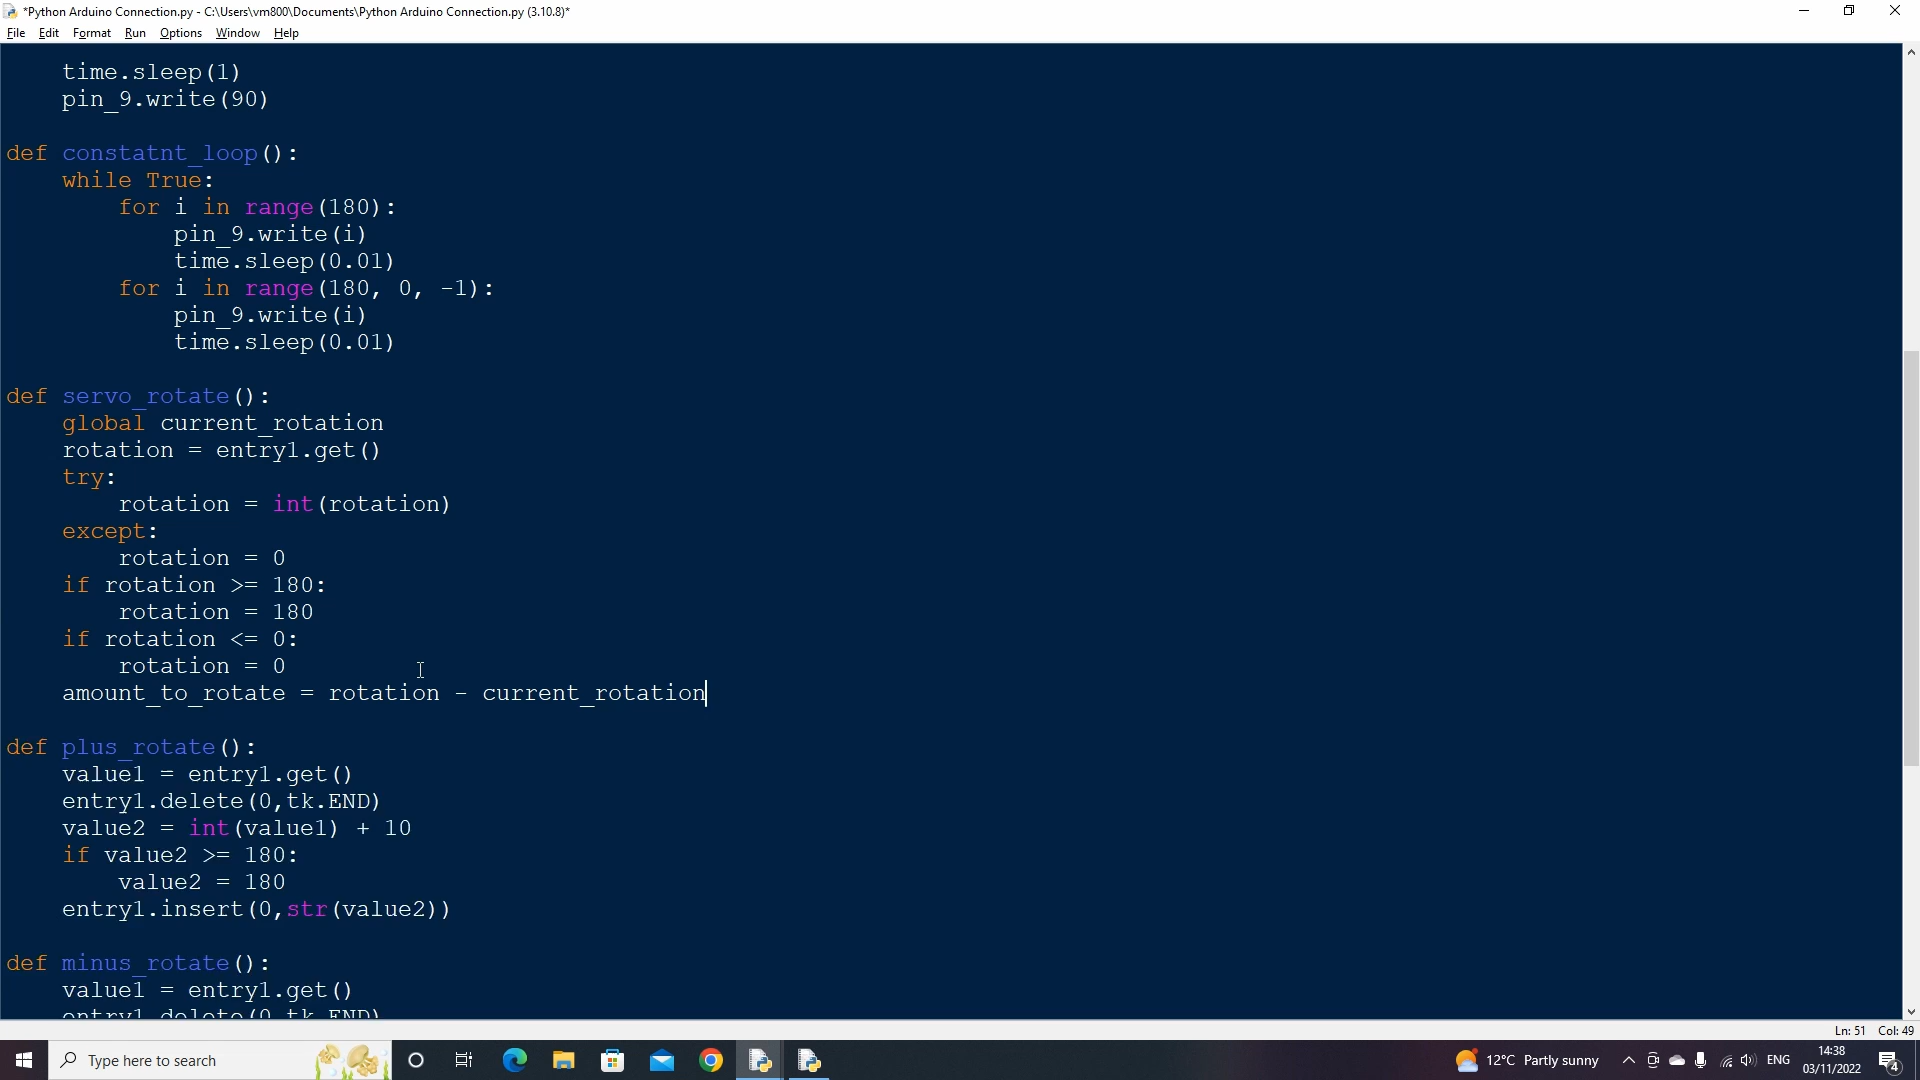 *Python Arduino Connection.py - C:\Users\vm800\Documents\Python Arduino Connection.py (3.10.8)*
File Edit Format Run Options Window Help
time.sleep(1)
pin_9.write(90)
def constatnt_loop():
while True:
for i in range(180):
pin_9.write(i)
time.sleep(0.01)
for i in range(180, 0, -1):
pin_9.write(i)
time.sleep(0.01)
def servo_rotate():
global current_rotation
rotation = entry1.get()
try:
rotation = int(rotation)
except:
rotation = 0
if rotation >= 180:
rotation = 180
if rotation <= 0:
rotation = 0
amount_to_rotate = rotation - current_rotation
def plus_rotate():
value1 = entry1.get()
entry1.delete(0,tk.END)
value2 = int(value1) + 10
if value2 >= 180:
value2 = 180
entry1.insert(0,str(value2))
def minus_rotate():
value1 = entry1.get()
entry1.delete(0,tk.END)
Ln: 51 Col: 49
Type here to search
12°C Partly sunny
ENG
14:38
03/11/2022
4